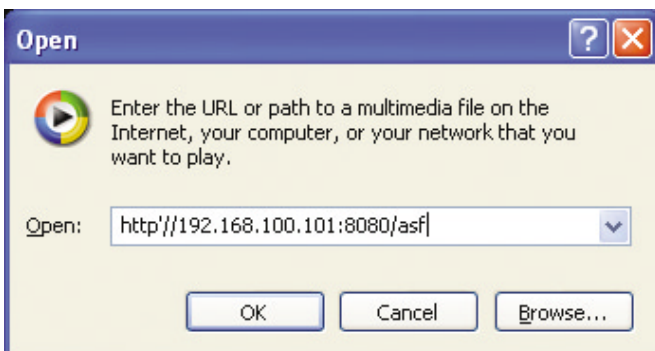 Open
Enter the URL or path to a multimedia file on the
Internet, your computer, or your network that you
want to play.
Open: http'//192.168.100.101:8080/asf
OK Cancel Browse...